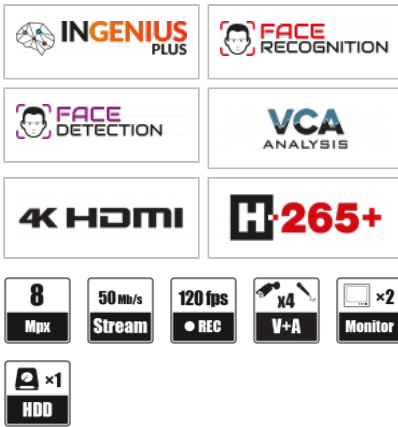 INGENIUS
PLUS
FACE
RECOGNITION
FACE
DETECTION
VCA
ANALYSIS
4K HDMI
H.265+
8
Mpx
50 Mb/s
Stream
120 fps
● REC
x4
V+A
×2
Monitor
×1
HDD